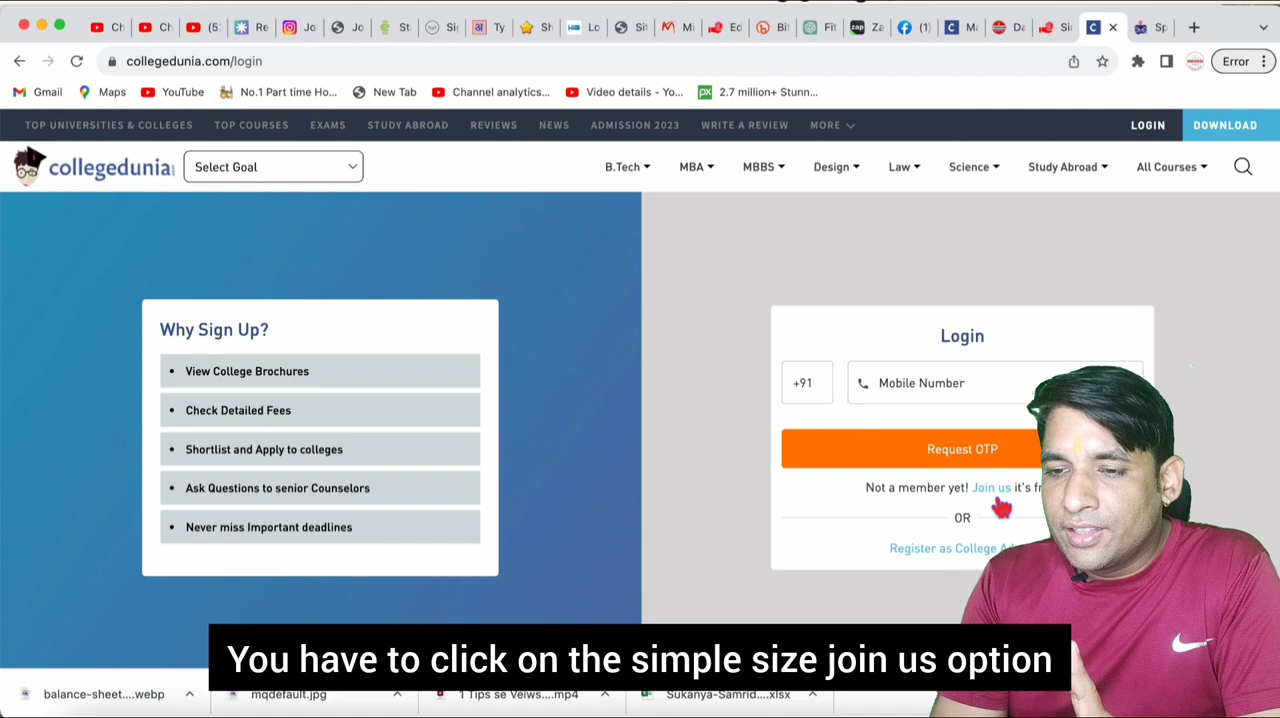 Ch
Ch
(5:
Re
Jo
Jo
St
Si
Ty
Sh
Lo
Sit
Mi
Ed
Bit
Fit
zap
Za
(1)
Ma
Da
Sir
Sp
collegedunia.com/login
Error
Gmail
Maps
YouTube
No.1 Part time Ho...
New Tab
Channel analytics...
Video details - Yo...
2.7 million+ Stunn...
TOP UNIVERSITIES & COLLEGES
TOP COURSES
EXAMS
STUDY ABROAD
REVIEWS
NEWS
ADMISSION 2023
WRITE A REVIEW
MORE
LOGIN
DOWNLOAD
collegedunia
Select Goal
B.Tech
MBA
MBBS
Design
Law
Science
Study Abroad
All Courses
Why Sign Up?
• View College Brochures
• Check Detailed Fees
• Shortlist and Apply to colleges
• Ask Questions to senior Counselors
• Never miss Important deadlines
Login
+91
Mobile Number
Request OTP
Not a member yet! Join us it's fr
OR
Register as College A
You have to click on the simple size join us option
balance-sheet....webp
mqdefault.jpg
1 Tips se Veiws....mp4
Sukanya-Samrid....xlsx